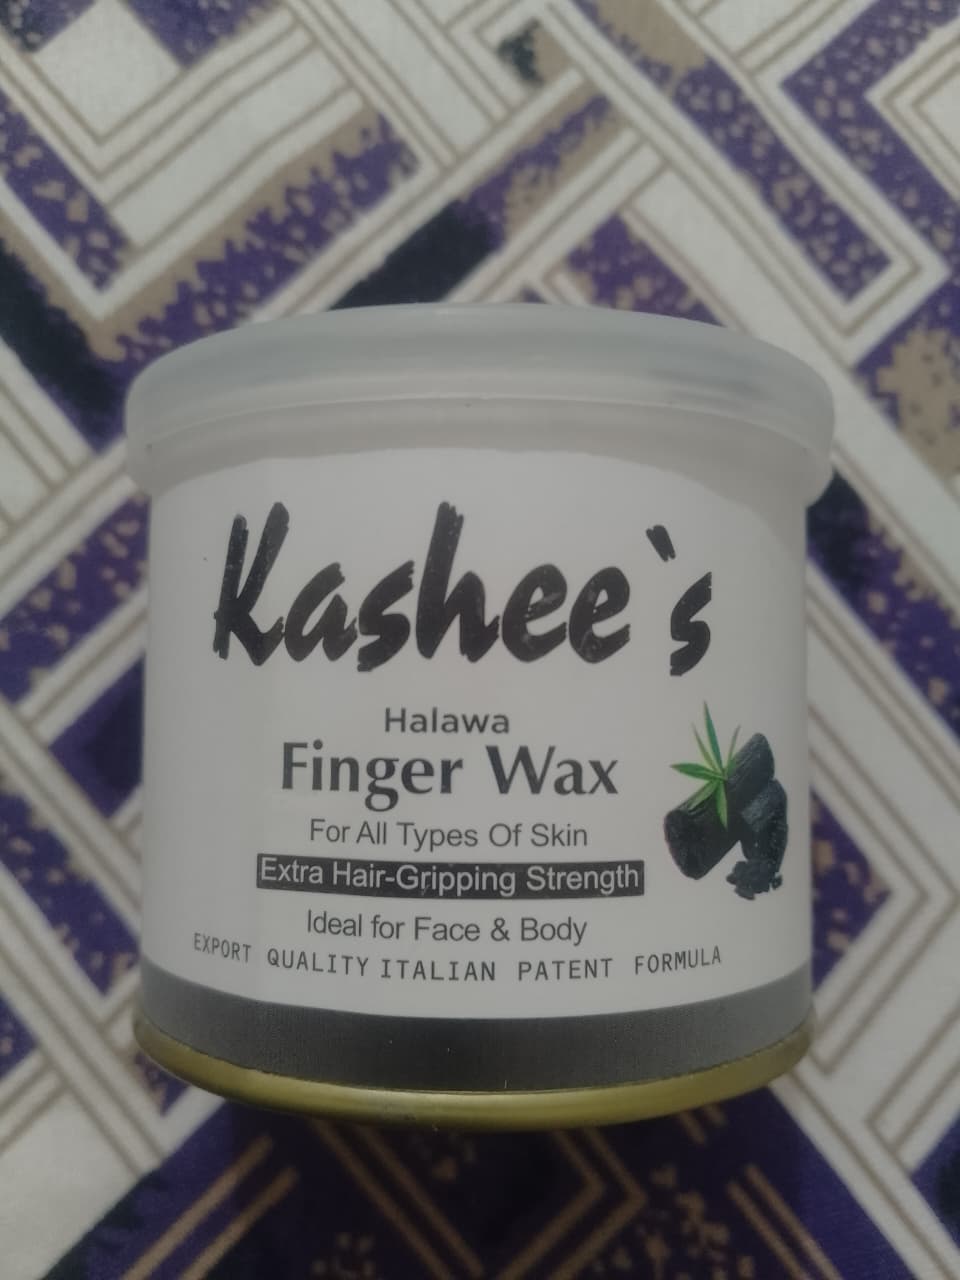 Kashee`s
Halawa
Finger Wax
For All Types Of Skin
Extra Hair-Gripping Strength
Ideal for Face & Body
EXPORT QUALITY ITALIAN PATENT FORMULA